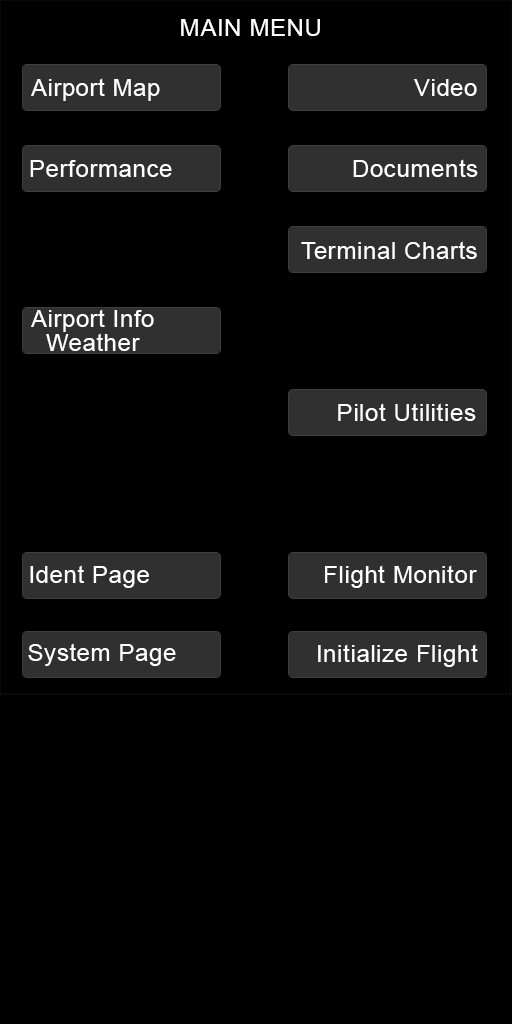 MAIN MENU
Airport Map
Video
Performance
Documents
Terminal Charts
Airport Info
Weather
Pilot Utilities
Ident Page
Flight Monitor
System Page
Initialize Flight